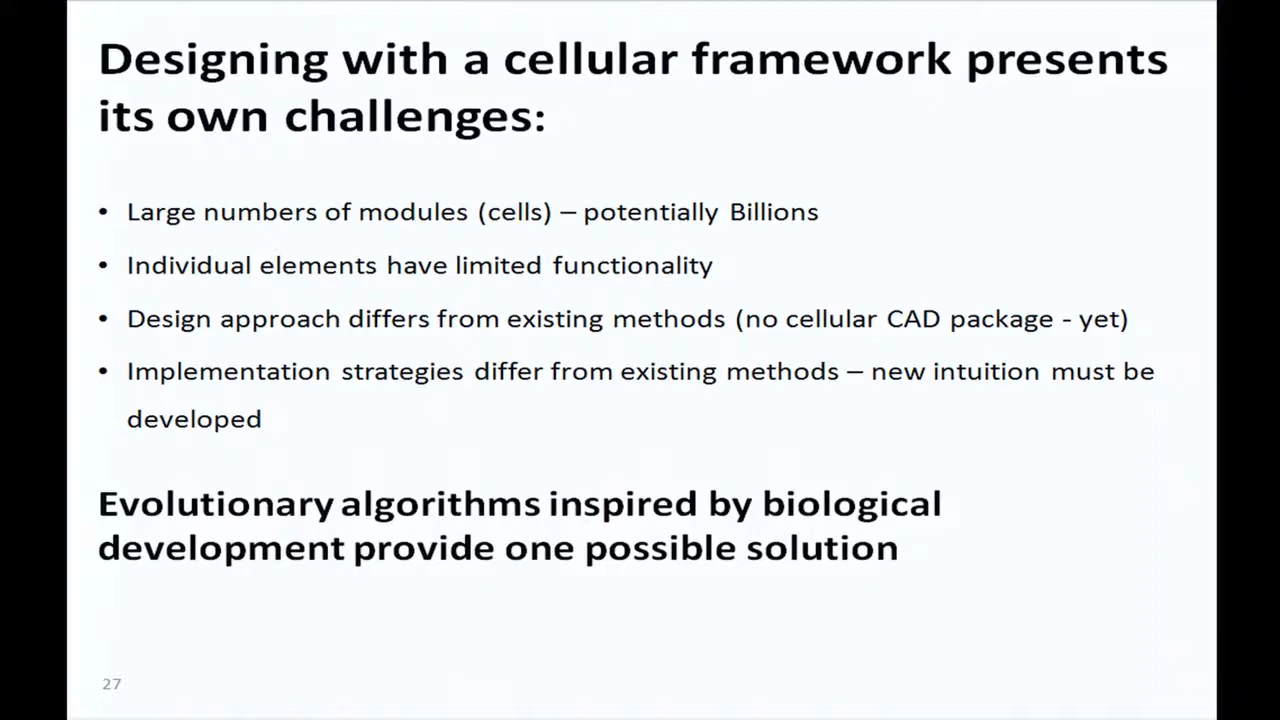 Designing with a cellular framework presents
its own challenges:
• Large numbers of modules (cells) – potentially Billions
• Individual elements have limited functionality
• Design approach differs from existing methods (no cellular CAD package - yet)
• Implementation strategies differ from existing methods – new intuition must be
developed
Evolutionary algorithms inspired by biological
development provide one possible solution
27